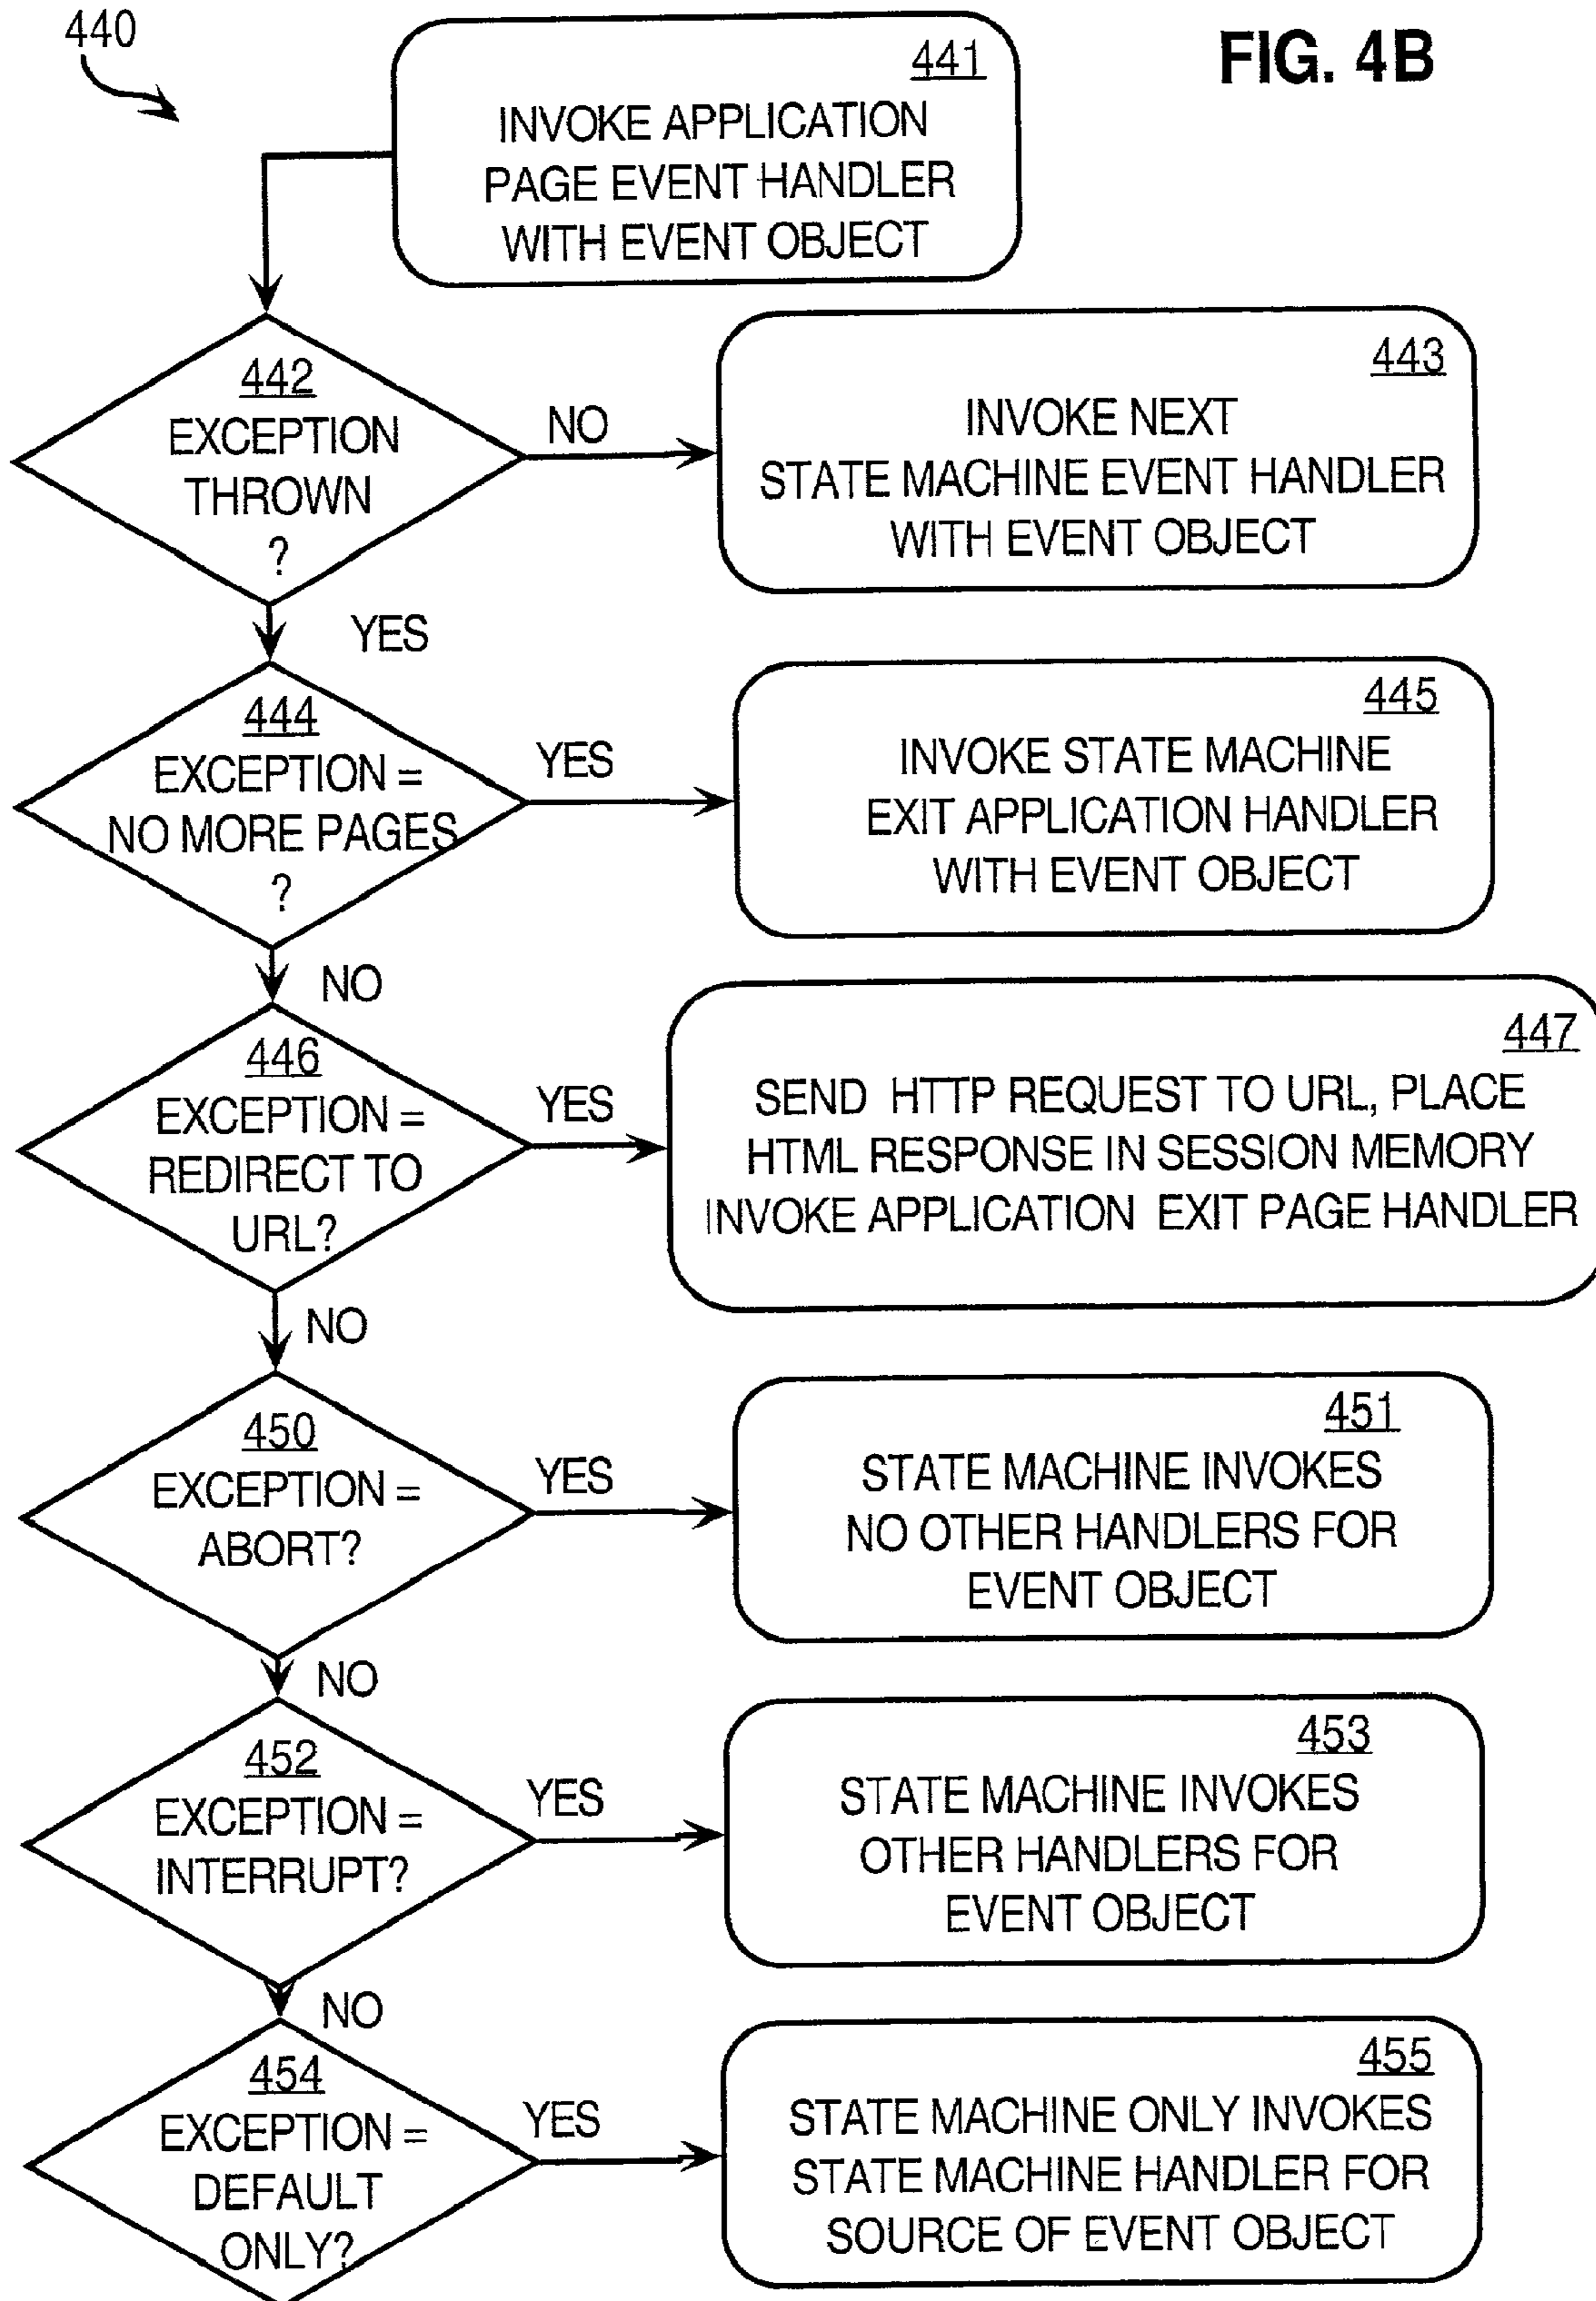 440
FIG. 4B
441
INVOKE APPLICATION
PAGE EVENT HANDLER
WITH EVENT OBJECT
442
EXCEPTION
THROWN
?
NO
443
INVOKE NEXT
STATE MACHINE EVENT HANDLER
WITH EVENT OBJECT
YES
444
EXCEPTION =
NO MORE PAGES
?
YES
445
INVOKE STATE MACHINE
EXIT APPLICATION HANDLER
WITH EVENT OBJECT
NO
446
EXCEPTION =
REDIRECT TO
URL?
YES
447
SEND HTTP REQUEST TO URL, PLACE
HTML RESPONSE IN SESSION MEMORY
INVOKE APPLICATION EXIT PAGE HANDLER
NO
450
EXCEPTION =
ABORT?
YES
451
STATE MACHINE INVOKES
NO OTHER HANDLERS FOR
EVENT OBJECT
NO
452
EXCEPTION =
INTERRUPT?
YES
453
STATE MACHINE INVOKES
OTHER HANDLERS FOR
EVENT OBJECT
NO
454
EXCEPTION =
DEFAULT
ONLY?
YES
455
STATE MACHINE ONLY INVOKES
STATE MACHINE HANDLER FOR
SOURCE OF EVENT OBJECT